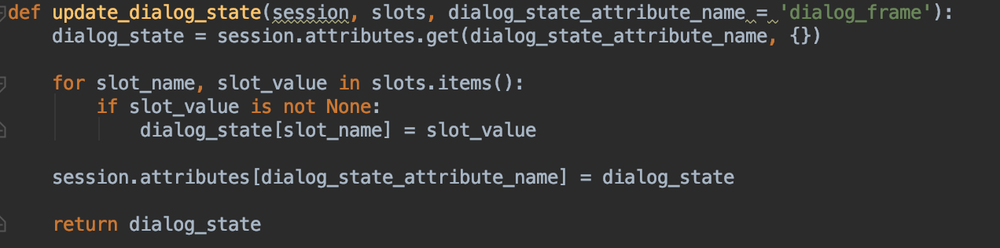 def update_dialog_state(session, slots, dialog_state_attribute_name = 'dialog_frame'):
    dialog_state = session.attributes.get(dialog_state_attribute_name, {})
    for slot_name, slot_value in slots.items():
        if slot_value is not None:
            dialog_state[slot_name] = slot_value
    session.attributes[dialog_state_attribute_name] = dialog_state
    return dialog_state